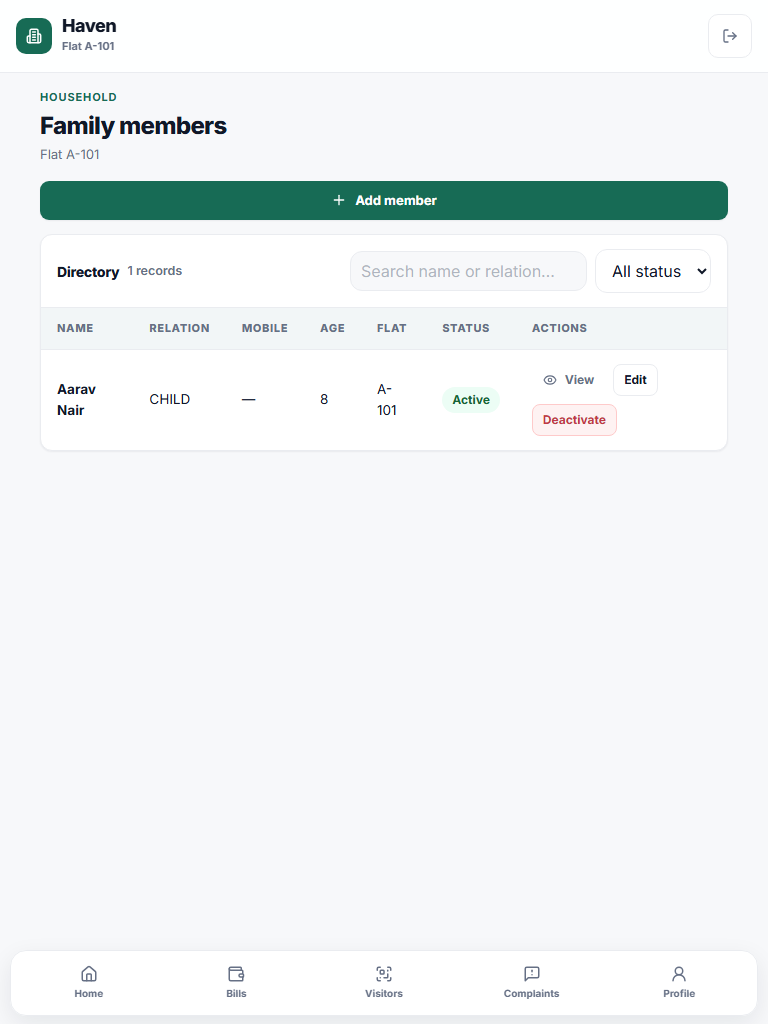 Haven
Flat A-101
HOUSEHOLD
Family members
Flat A-101
Add member
Directory 1 records Search name or relation... All status
NAME RELATION MOBILE AGE FLAT STATUS ACTIONS
Aarav Nair CHILD — 8 A-101 Active View Edit
Deactivate
Home Bills Visitors Complaints Profile